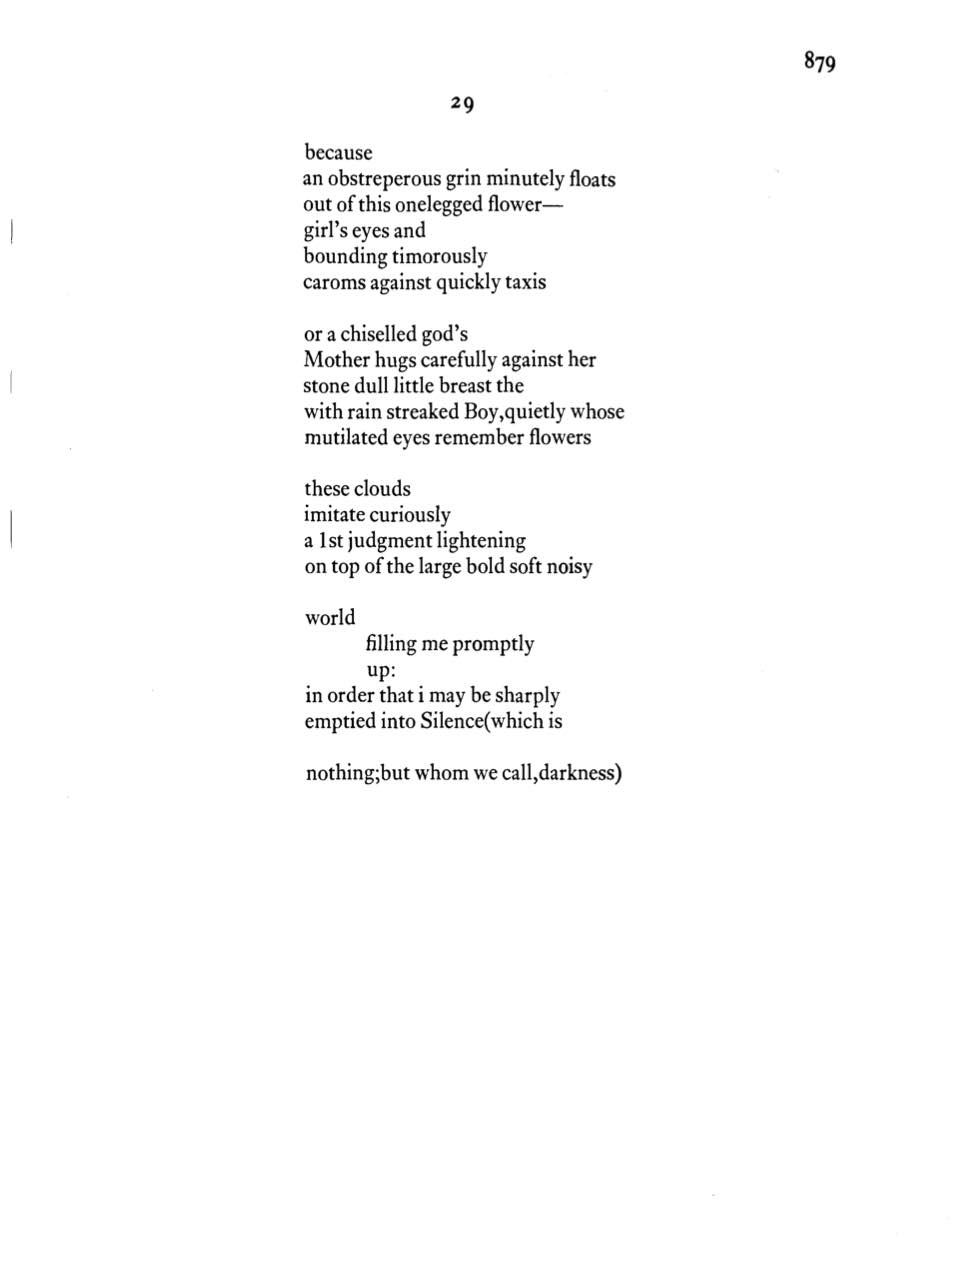 879
29
because
an obstreperous grin minutely floats
out of this onelegged flower—
girl's eyes and
bounding timorously
caroms against quickly taxis
or a chiselled god's
Mother hugs carefully against her
stone dull little breast the
with rain streaked Boy,quietly whose
mutilated eyes remember flowers
these clouds
imitate curiously
a 1st judgment lightening
on top of the large bold soft noisy
world
filling me promptly
up:
in order that i may be sharply
emptied into Silence(which is
nothing;but whom we call,darkness)